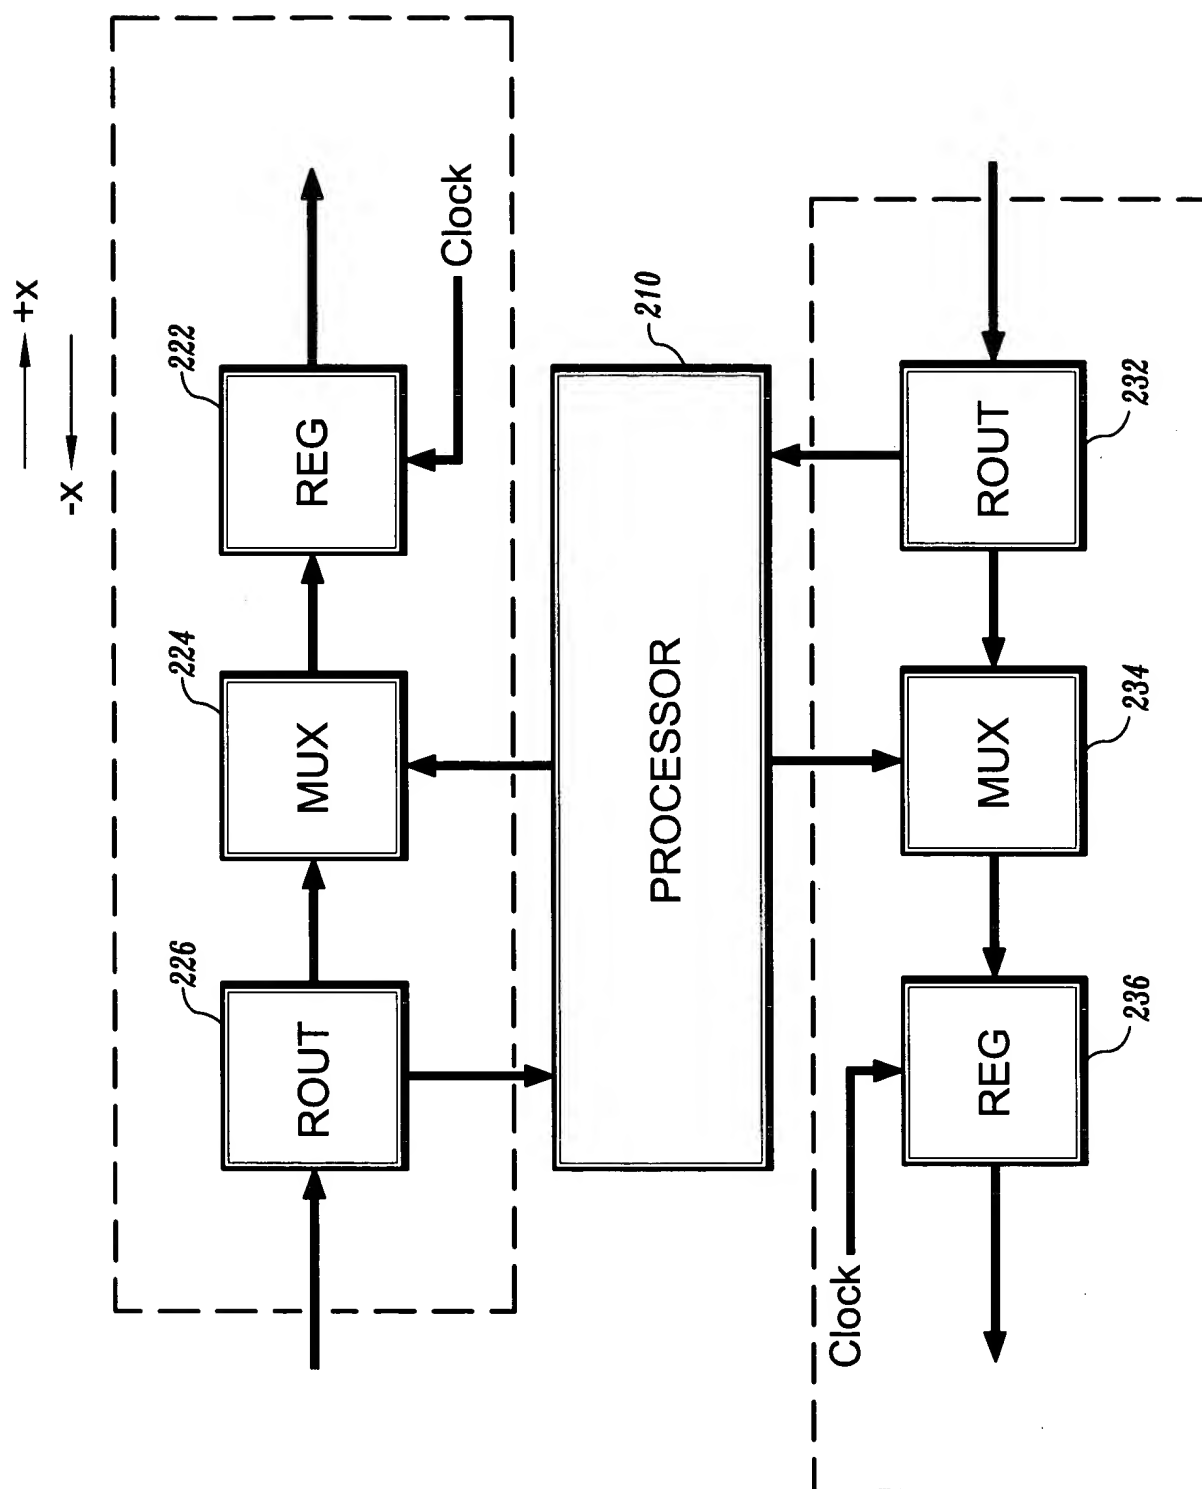 +x
-x
226
224
222
ROUT
MUX
REG
Clock
210
PROCESSOR
Clock
REG
MUX
ROUT
236
234
232